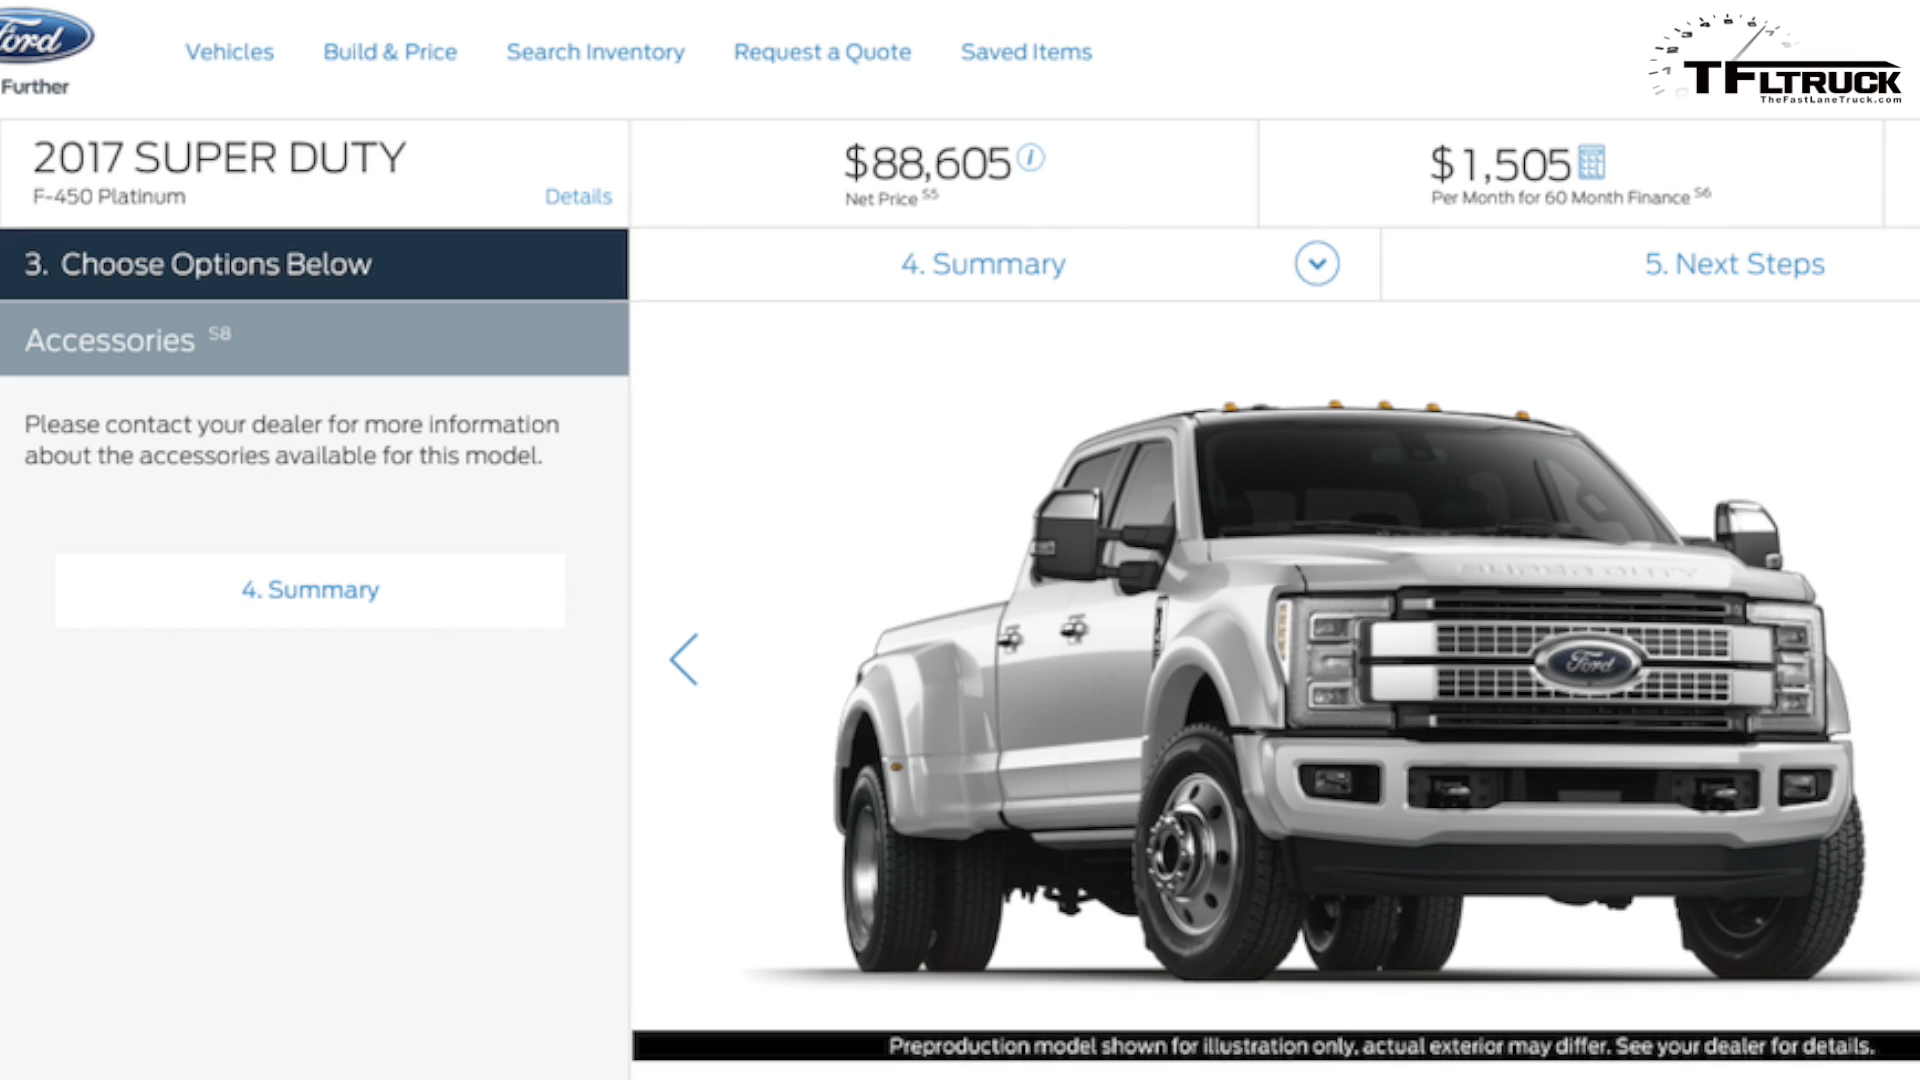 Ford
Further
Vehicles
Build & Price
Search Inventory
Request a Quote
Saved Items
TFLTRUCK
TheFastLaneTruck.com
2017 SUPER DUTY
F-450 Platinum
Details
$88,605
Net Price S5
$1,505
Per Month for 60 Month Finance S6
3. Choose Options Below
4. Summary
5. Next Steps
Accessories S8
Please contact your dealer for more information
about the accessories available for this model.
4. Summary
SUPER DUTY
Ford
Preproduction model shown for illustration only, actual exterior may differ. See your dealer for details.